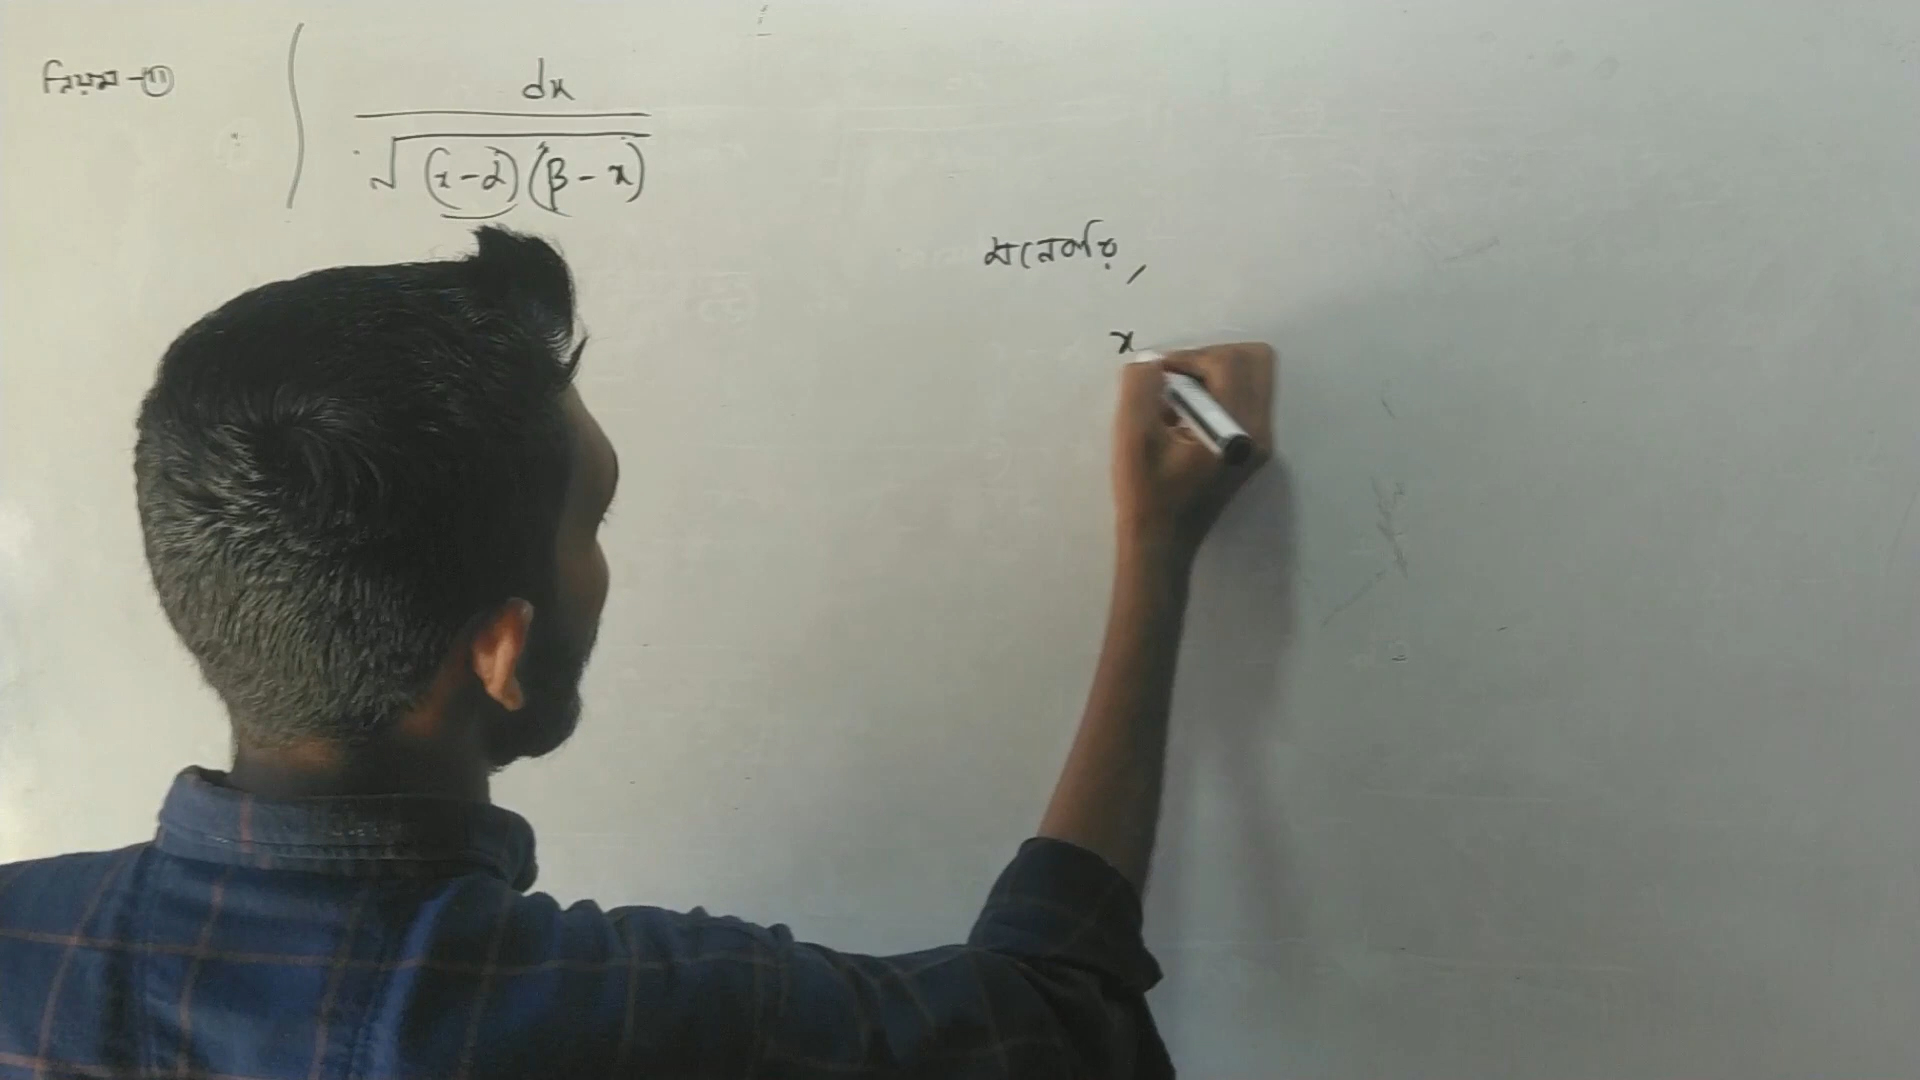 নিয়ম-⑪
∫ dx / √(x-α)(β-x)
মনেকরি,
x